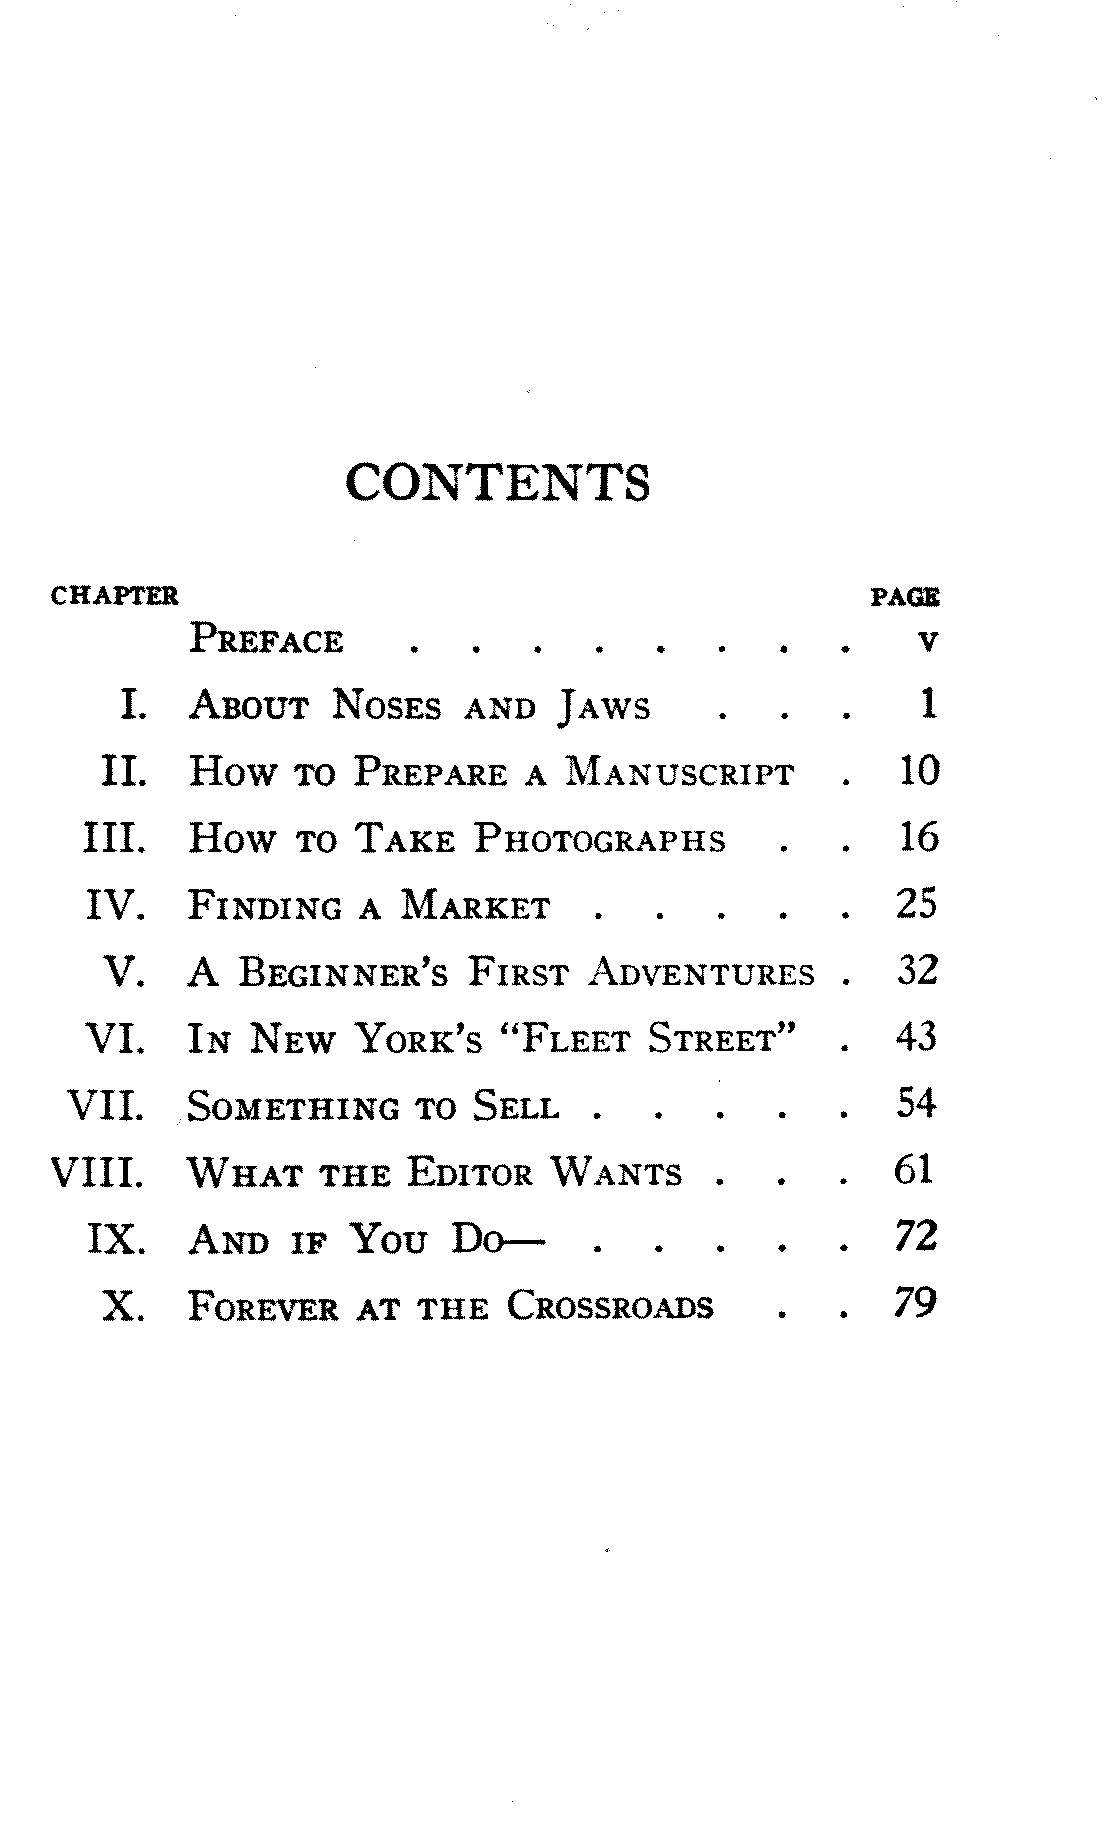 CONTENTS
CHAPTER PAGE
PREFACE . . . . . . . . v
I. ABOUT NOSES AND JAWS . . . 1
II. HOW TO PREPARE A MANUSCRIPT . 10
III. HOW TO TAKE PHOTOGRAPHS . . 16
IV. FINDING A MARKET . . . . . 25
V. A BEGINNER'S FIRST ADVENTURES . 32
VI. IN NEW YORK'S "FLEET STREET" . 43
VII. SOMETHING TO SELL . . . . . 54
VIII. WHAT THE EDITOR WANTS . . . 61
IX. AND IF YOU DO— . . . . . 72
X. FOREVER AT THE CROSSROADS . . 79